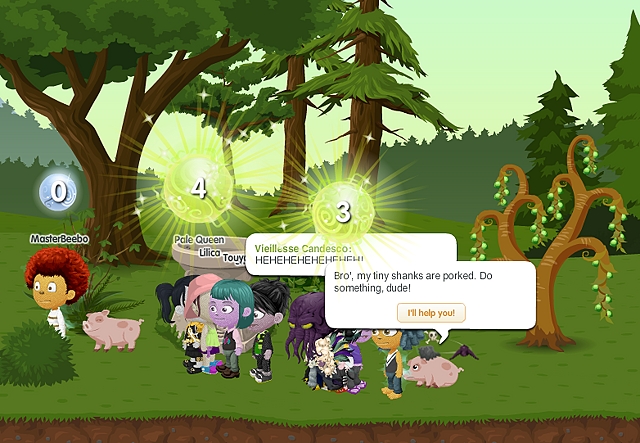 0
4
3
MasterBeebo
Pale Queen
Lilica
Vieillesse Candesco:
HEHEHEHEHEHEHEH!
Bro', my tiny shanks are porked. Do
something, dude!
I'll help you!